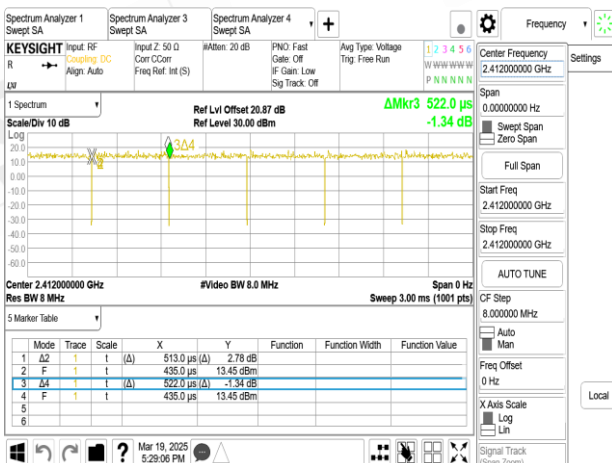 Spectrum Analyzer 1
Swept SA
Spectrum Analyzer 3
Swept SA
Spectrum Analyzer 4
Swept SA
+
Frequency
KEYSIGHT
R
LXI
Input: RF
Coupling: DC
Align: Auto
Input Z: 50 Ω
Corr CCorr
Freq Ref: Int (S)
#Atten: 20 dB
PNO: Fast
Gate: Off
IF Gain: Low
Sig Track: Off
Avg Type: Voltage
Trig: Free Run
1 2 3 4 5 6
W W W W W W
P N N N N N
1 Spectrum
Scale/Div 10 dB
Ref Lvl Offset 20.87 dB
Ref Level 30.00 dBm
ΔMkr3 522.0 µs
-1.34 dB
Log
20.0
10.0
0.00
-10.0
-20.0
-30.0
-40.0
-50.0
-60.0
3Δ4
Center 2.412000000 GHz
Res BW 8 MHz
#Video BW 8.0 MHz
Span 0 Hz
Sweep 3.00 ms (1001 pts)
5 Marker Table
Mode Trace Scale X Y Function Function Width Function Value
1 Δ2 1 t (Δ) 513.0 µs (Δ) 2.78 dB
2 F 1 t 435.0 µs 13.45 dBm
3 Δ4 1 t (Δ) 522.0 µs (Δ) -1.34 dB
4 F 1 t 435.0 µs 13.45 dBm
5
6
?
Mar 19, 2025
5:29:06 PM
Center Frequency
2.412000000 GHz
Settings
Span
0.00000000 Hz
Swept Span
Zero Span
Full Span
Start Freq
2.412000000 GHz
Stop Freq
2.412000000 GHz
AUTO TUNE
CF Step
8.000000 MHz
Auto
Man
Freq Offset
0 Hz
Local
X Axis Scale
Log
Lin
Signal Track
(Span Zoom)